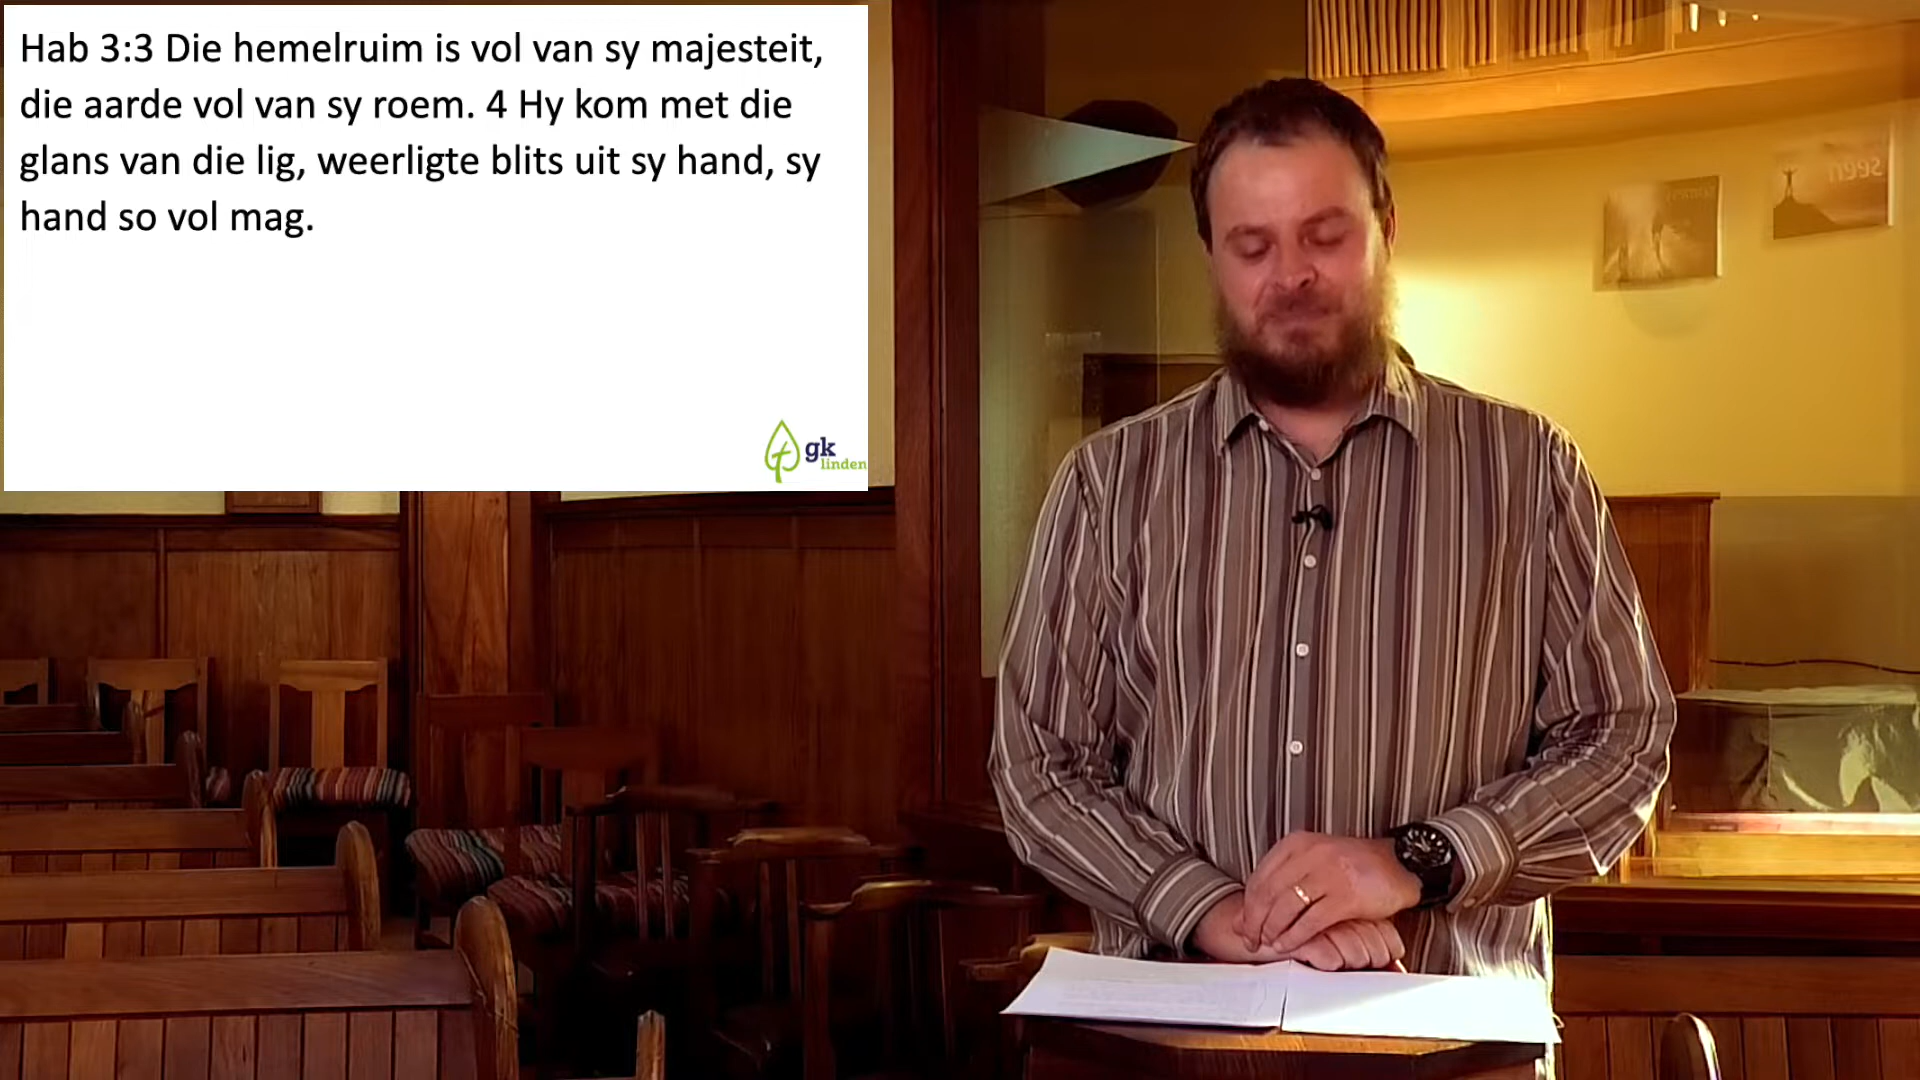 Hab 3:3 Die hemelruim is vol van sy majesteit,
die aarde vol van sy roem. 4 Hy kom met die
glans van die lig, weerligte blits uit sy hand, sy
hand so vol mag.
gk
linden